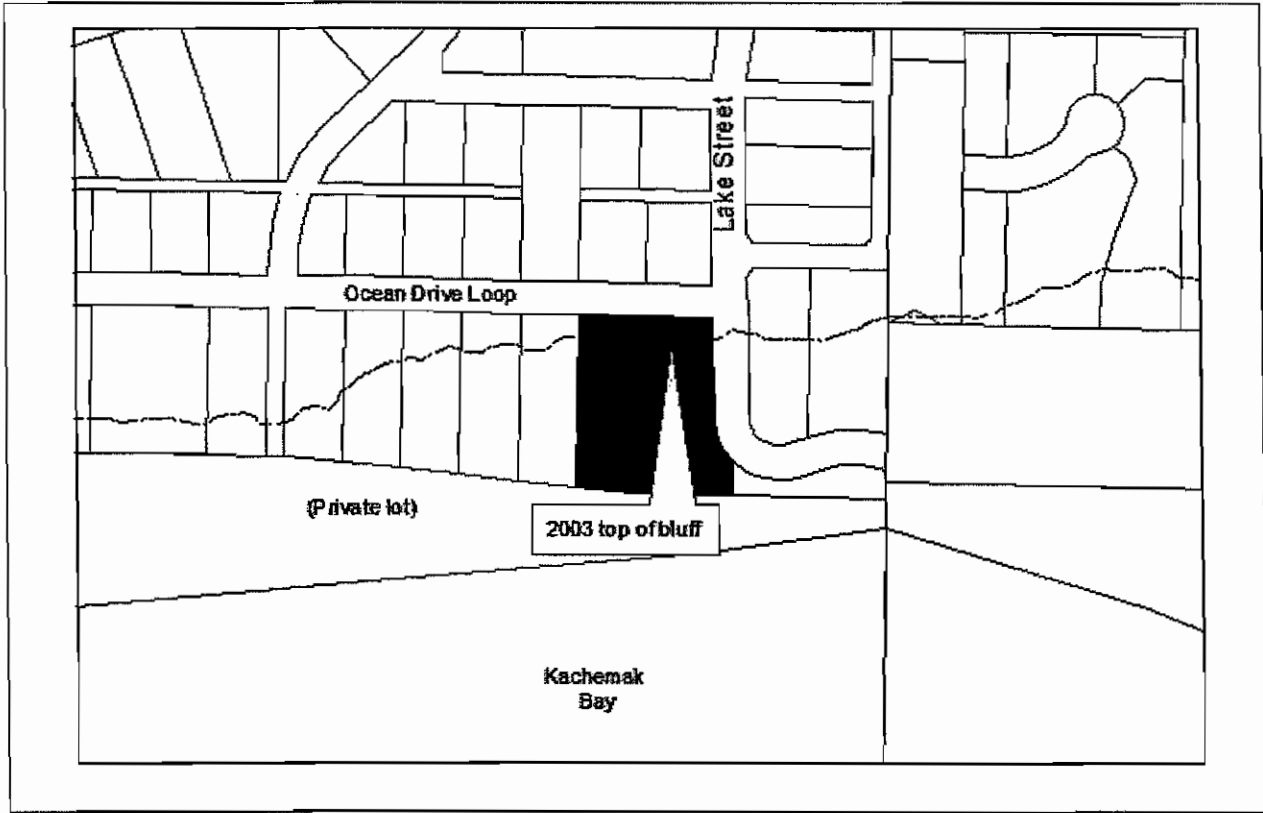 Lake Street
Ocean Drive Loop
(Private lot)
2003 top of bluff
Kachemak
Bay